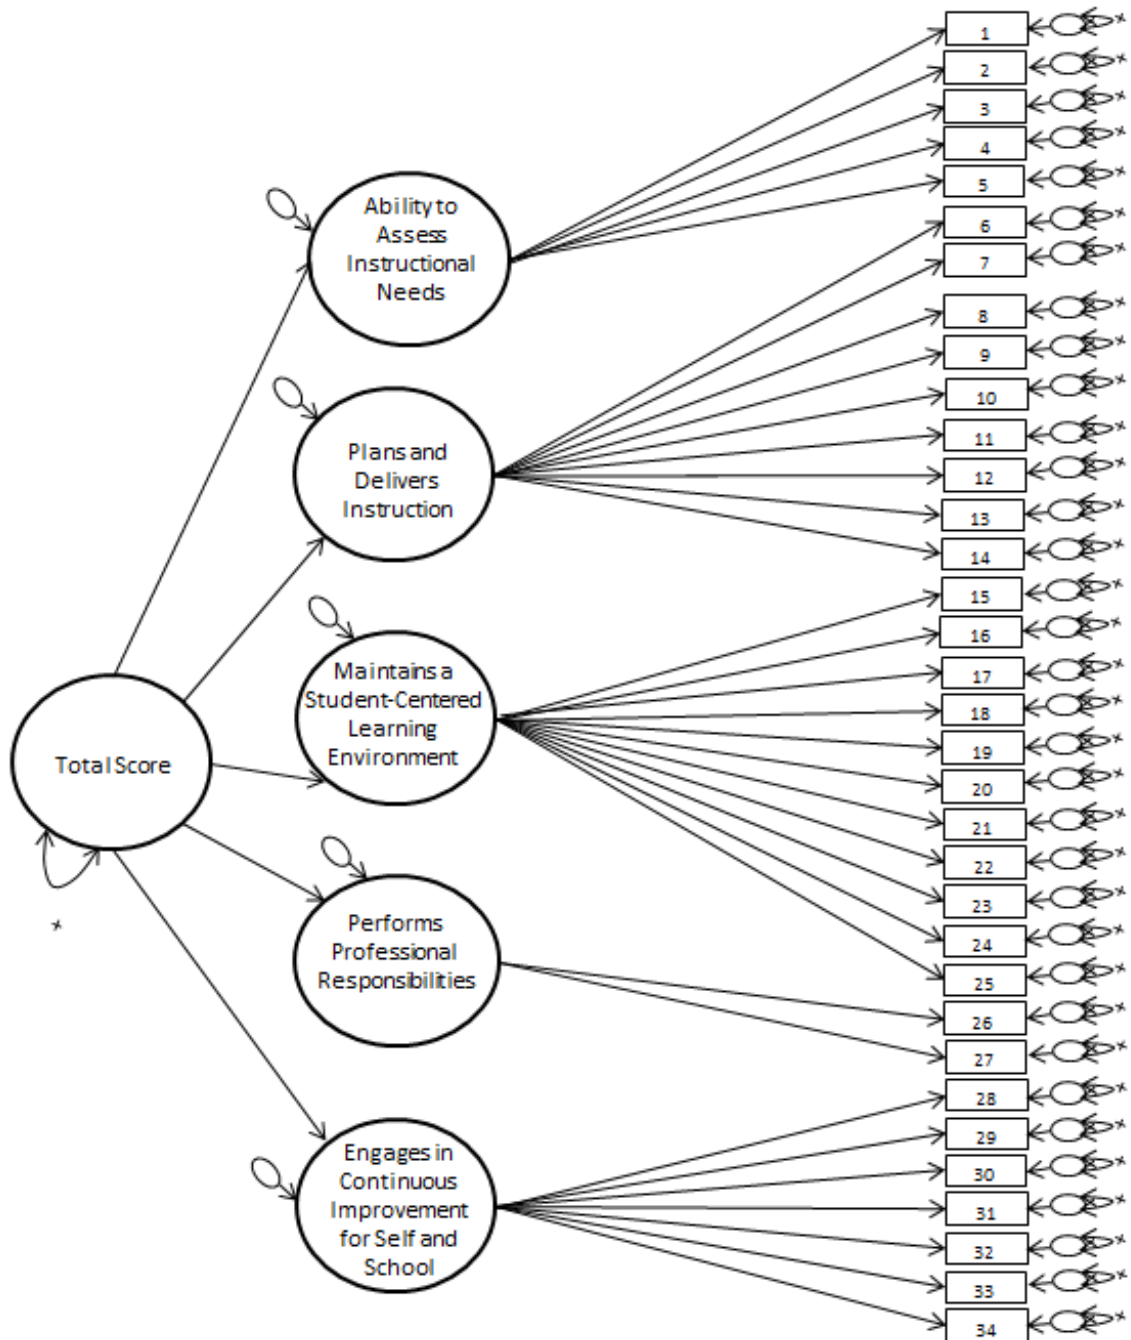 Ability to
Assess
Instructional
Needs
Plans and
Delivers
Instruction
Maintains a
Student-Centered
Learning
Environment
Total Score
Performs
Professional
Responsibilities
Engages in
Continuous
Improvement
for Self and
School
x
1
x
2
x
3
x
4
x
5
x
6
x
7
x
8
x
9
x
10
x
11
x
12
x
13
x
14
x
15
x
16
x
17
x
18
x
19
x
20
x
21
x
22
x
23
x
24
x
25
x
26
x
27
x
28
x
29
x
30
x
31
x
32
x
33
x
34
x